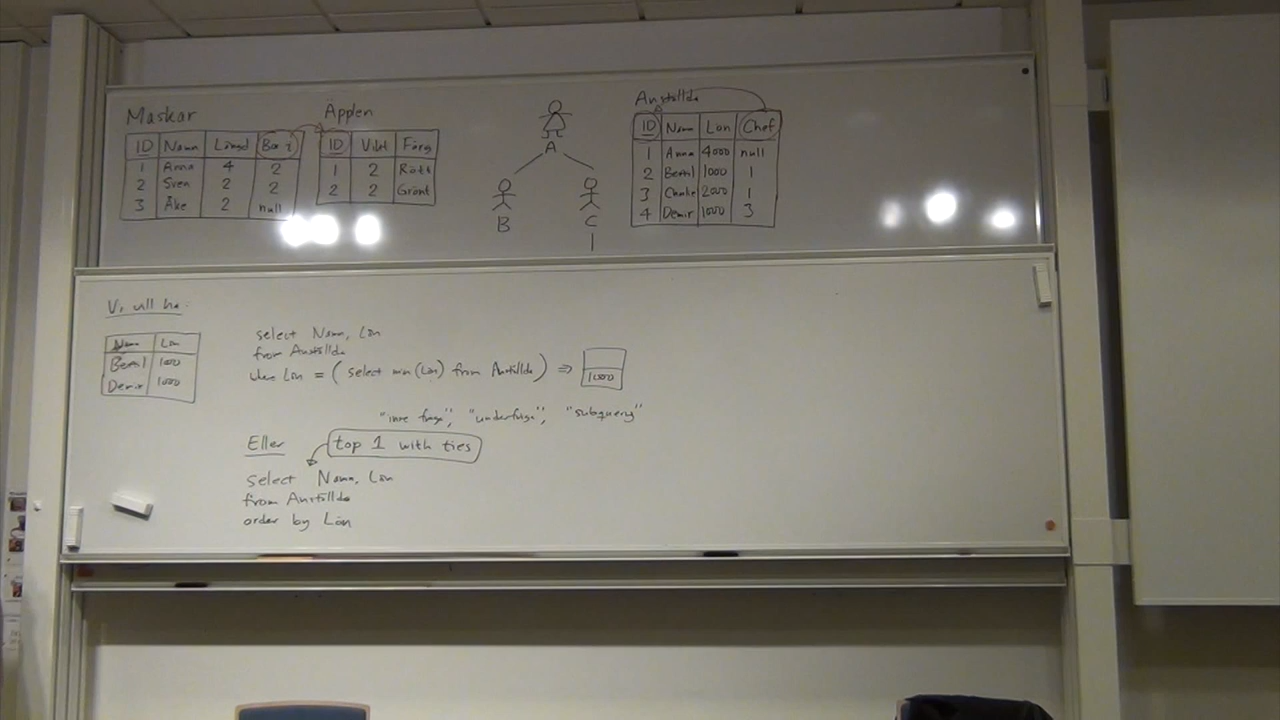 Maskar
ID Namn Längd Bor i
1 Anna 4 2
2 Sven 2 2
3 Åke 2 null
Äpplen
ID Vikt Färg
1 2 Rött
2 2 Grönt
A
B
C
Anställda
ID Namn Lön Chef
1 Anna 4000 null
2 Bertil 1000 1
3 2000 1
4 Demir 1000 3
Vi vill ha:
Namn Lön
Bertil 1000
Demir 1000
select Namn, Lön
from Anställda
where Lön = ( select min(Lön) from Anställda ) ⇒ 1000
"inre fråga", "underfråga", "subquery"
Eller
top 1 with ties
select Namn, Lön
from Anställda
order by Lön